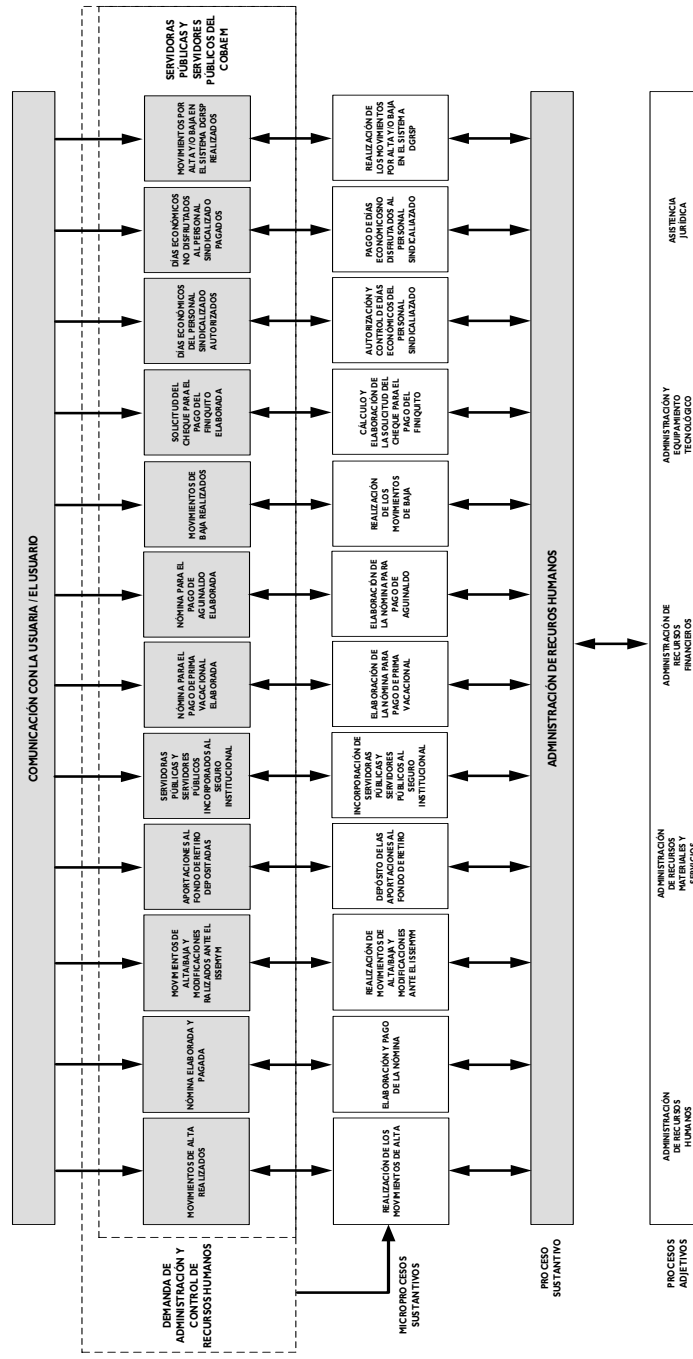 COMUNICACIÓN CON LA USUARIA / EL USUARIO
DEMANDA DE
ADMINISTRACIÓN Y
CONTROL DE
RECURSOS HUMANOS
MOVIMIENTOS DE ALTA
REALIZADOS
NÓMINA ELABORADA Y
PAGADA
MOVIMIENTOS DE
ALTA/BAJA Y
MODIFICACIONES
RALIZADOS ANTE EL
ISSEMYM
APORTACIONES AL
FONDO DE RETIRO
DEPOSITADAS
SERVIDORAS
PÚBLICAS Y
SERVIDORES
PÚBLICOS
INCORPORADOS AL
SEGURO
INSTITUCIONAL
NÓMINA PARA EL
PAGO DE PRIMA
VACACIONAL
ELABORADA
NÓMINA PARA EL
PAGO DE
AGUINALDO
ELABORADA
MOVIMIENTOS DE
BAJA REALIZADOS
SOLICITUD DEL
CHEQUE PARA EL
PAGO DEL
FINIQUITO
ELABORADA
DÍAS ECONÓMICOS
DEL PERSONAL
SINDICALIZADO
AUTORIZADOS
DÍAS ECONÓMICOS
NO DISFRUTADOS
AL PERSONAL
SINDICALIZADO
PAGADOS
MOVIMIENTOS POR
ALTA Y/O BAJA EN
EL SISTEMA DGRSP
REALIZADOS
SERVIDORAS
PÚBLICAS Y
SERVIDORES
PÚBLICOS DEL
COBAEM
MICROPROCESOS
SUSTANTIVOS
REALIZACIÓN DE LOS
MOVIMIENTOS DE ALTA
ELABORACIÓN Y PAGO
DE LA NÓMINA
REALIZACIÓN DE
MOVIMIENTOS DE
ALTA/BAJA Y
MODIFICACIONES
ANTE EL ISSEMYM
DEPÓSITO DE LAS
APORTACIONES AL
FONDO DE RETIRO
INCORPORACIÓN DE
SERVIDORAS
PÚBLICAS Y
SERVIDORES
PÚBLICOS AL
SEGURO
INSTITUCIONAL
ELABORACIÓN DE
LA NÓMINA PARA
PAGO DE PRIMA
VACACIONAL
ELABORACIÓN DE
LA NÓMINA PARA
PAGO DE
AGUINALDO
REALIZACIÓN
DE LOS
MOVIMIENTOS
DE BAJA
CÁLCULO Y
ELABORACIÓN DE
LA SOLICITUD DEL
CHEQUE PARA EL
PAGO DEL
FINIQUITO
AUTORIZACIÓN Y
CONTROL DE DÍAS
ECONÓMICOS DEL
PERSONAL
SINDICALIAZADO
PAGO DE DÍAS
ECONÓMICOSNO
DISFRUTADOS AL
PERSONAL
SINDICALIAZADO
REALIZACIÓN DE
LOS MOVIMIENTOS
POR ALTA Y/O BAJA
EN EL SISTEMA
DGRSP
PROCESO
SUSTANTIVO
ADMINISTRACIÓN DE RECUROS HUMANOS
PROCESOS
ADJETIVOS
ADMINISTRACIÓN
DE RECURSOS
HUMANOS
ADMINISTRACIÓN
DE RECURSOS
MATERIALES Y
SERVICIOS
ADMINISTRACIÓN DE
RECURSOS
FINANCIEROS
ADMINISTRACIÓN Y
EQUIPAMIENTO
TECNOLÓGICO
ASISTENCIA
JURÍDICA